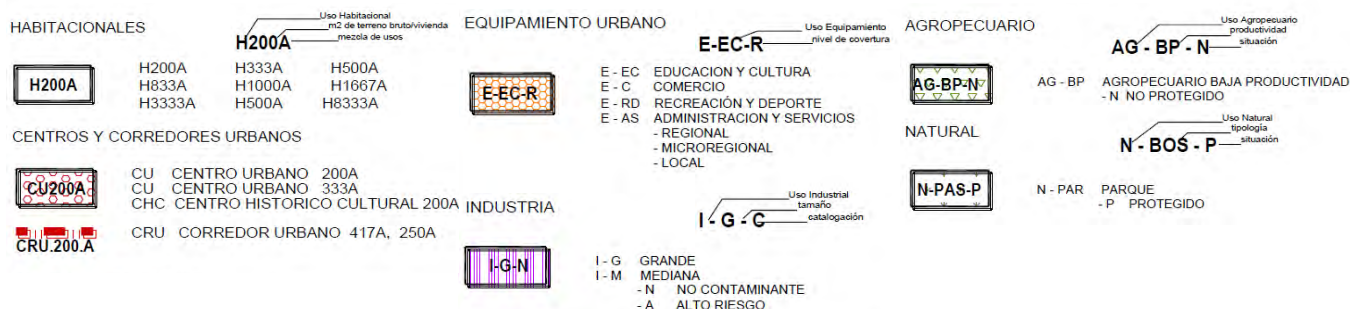 HABITACIONALES
Uso Habitacional
m2 de terreno bruto/vivienda
mezcla de usos
H200A
H200A
H200A H333A H500A
H833A H1000A H1667A
H3333A H500A H8333A
CENTROS Y CORREDORES URBANOS
CU200A
CU CENTRO URBANO 200A
CU CENTRO URBANO 333A
CHC CENTRO HISTORICO CULTURAL 200A
CRU.200.A
CRU CORREDOR URBANO 417A, 250A
EQUIPAMIENTO URBANO
Uso Equipamiento
nivel de covertura
E-EC-R
E-EC-R
E - EC EDUCACION Y CULTURA
E - C COMERCIO
E - RD RECREACIÓN Y DEPORTE
E - AS ADMINISTRACION Y SERVICIOS
- REGIONAL
- MICROREGIONAL
- LOCAL
INDUSTRIA
Uso Industrial
tamaño
catalogación
I - G - C
I-G-N
I - G GRANDE
I - M MEDIANA
- N NO CONTAMINANTE
- A ALTO RIESGO
AGROPECUARIO
Uso Agropecuario
productividad
situación
AG - BP - N
AG-BP-N
AG - BP AGROPECUARIO BAJA PRODUCTIVIDAD
- N NO PROTEGIDO
NATURAL
Uso Natural
tipología
situación
N - BOS - P
N-PAS-P
N - PAR PARQUE
- P PROTEGIDO